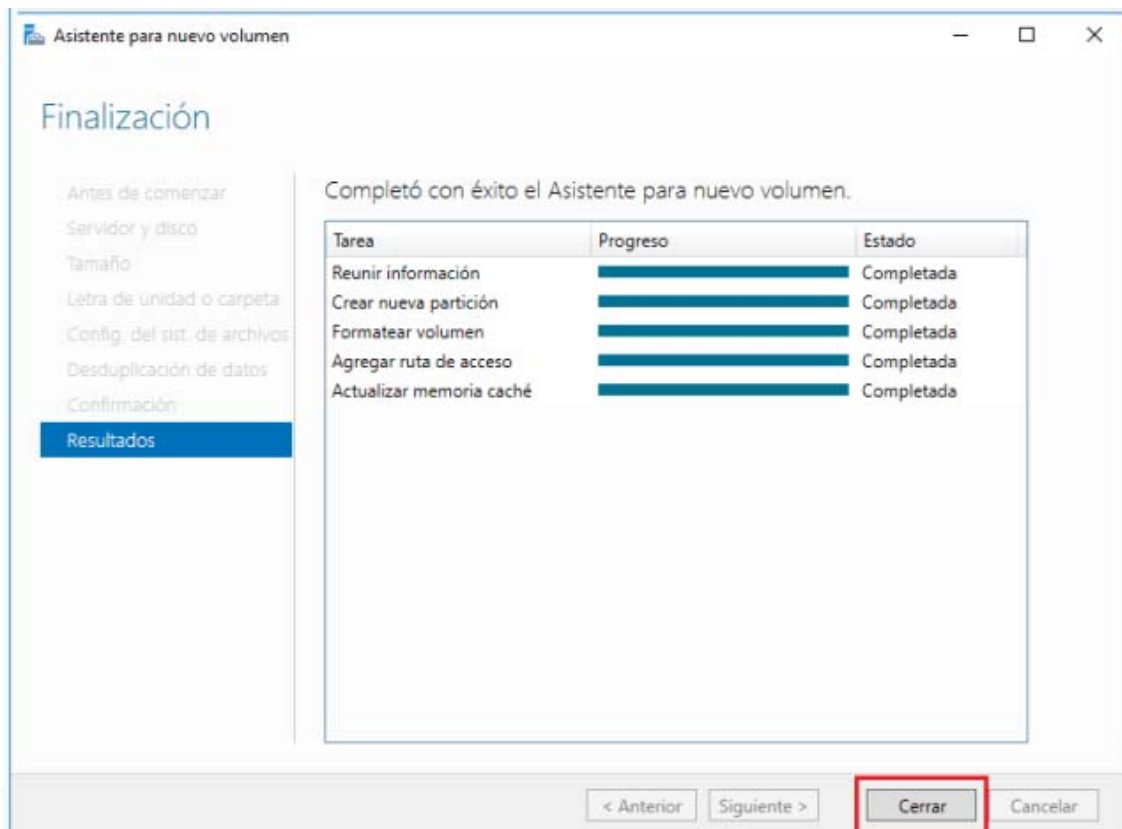 Asistente para nuevo volumen
Finalización
Antes de comenzar
Servidor y disco
Tamaño
Letra de unidad o carpeta
Config. del sist. de archivos
Desduplicación de datos
Confirmación
Resultados
Completó con éxito el Asistente para nuevo volumen.
Tarea Progreso Estado
Reunir información Completada
Crear nueva partición Completada
Formatear volumen Completada
Agregar ruta de acceso Completada
Actualizar memoria caché Completada
< Anterior Siguiente > Cerrar Cancelar